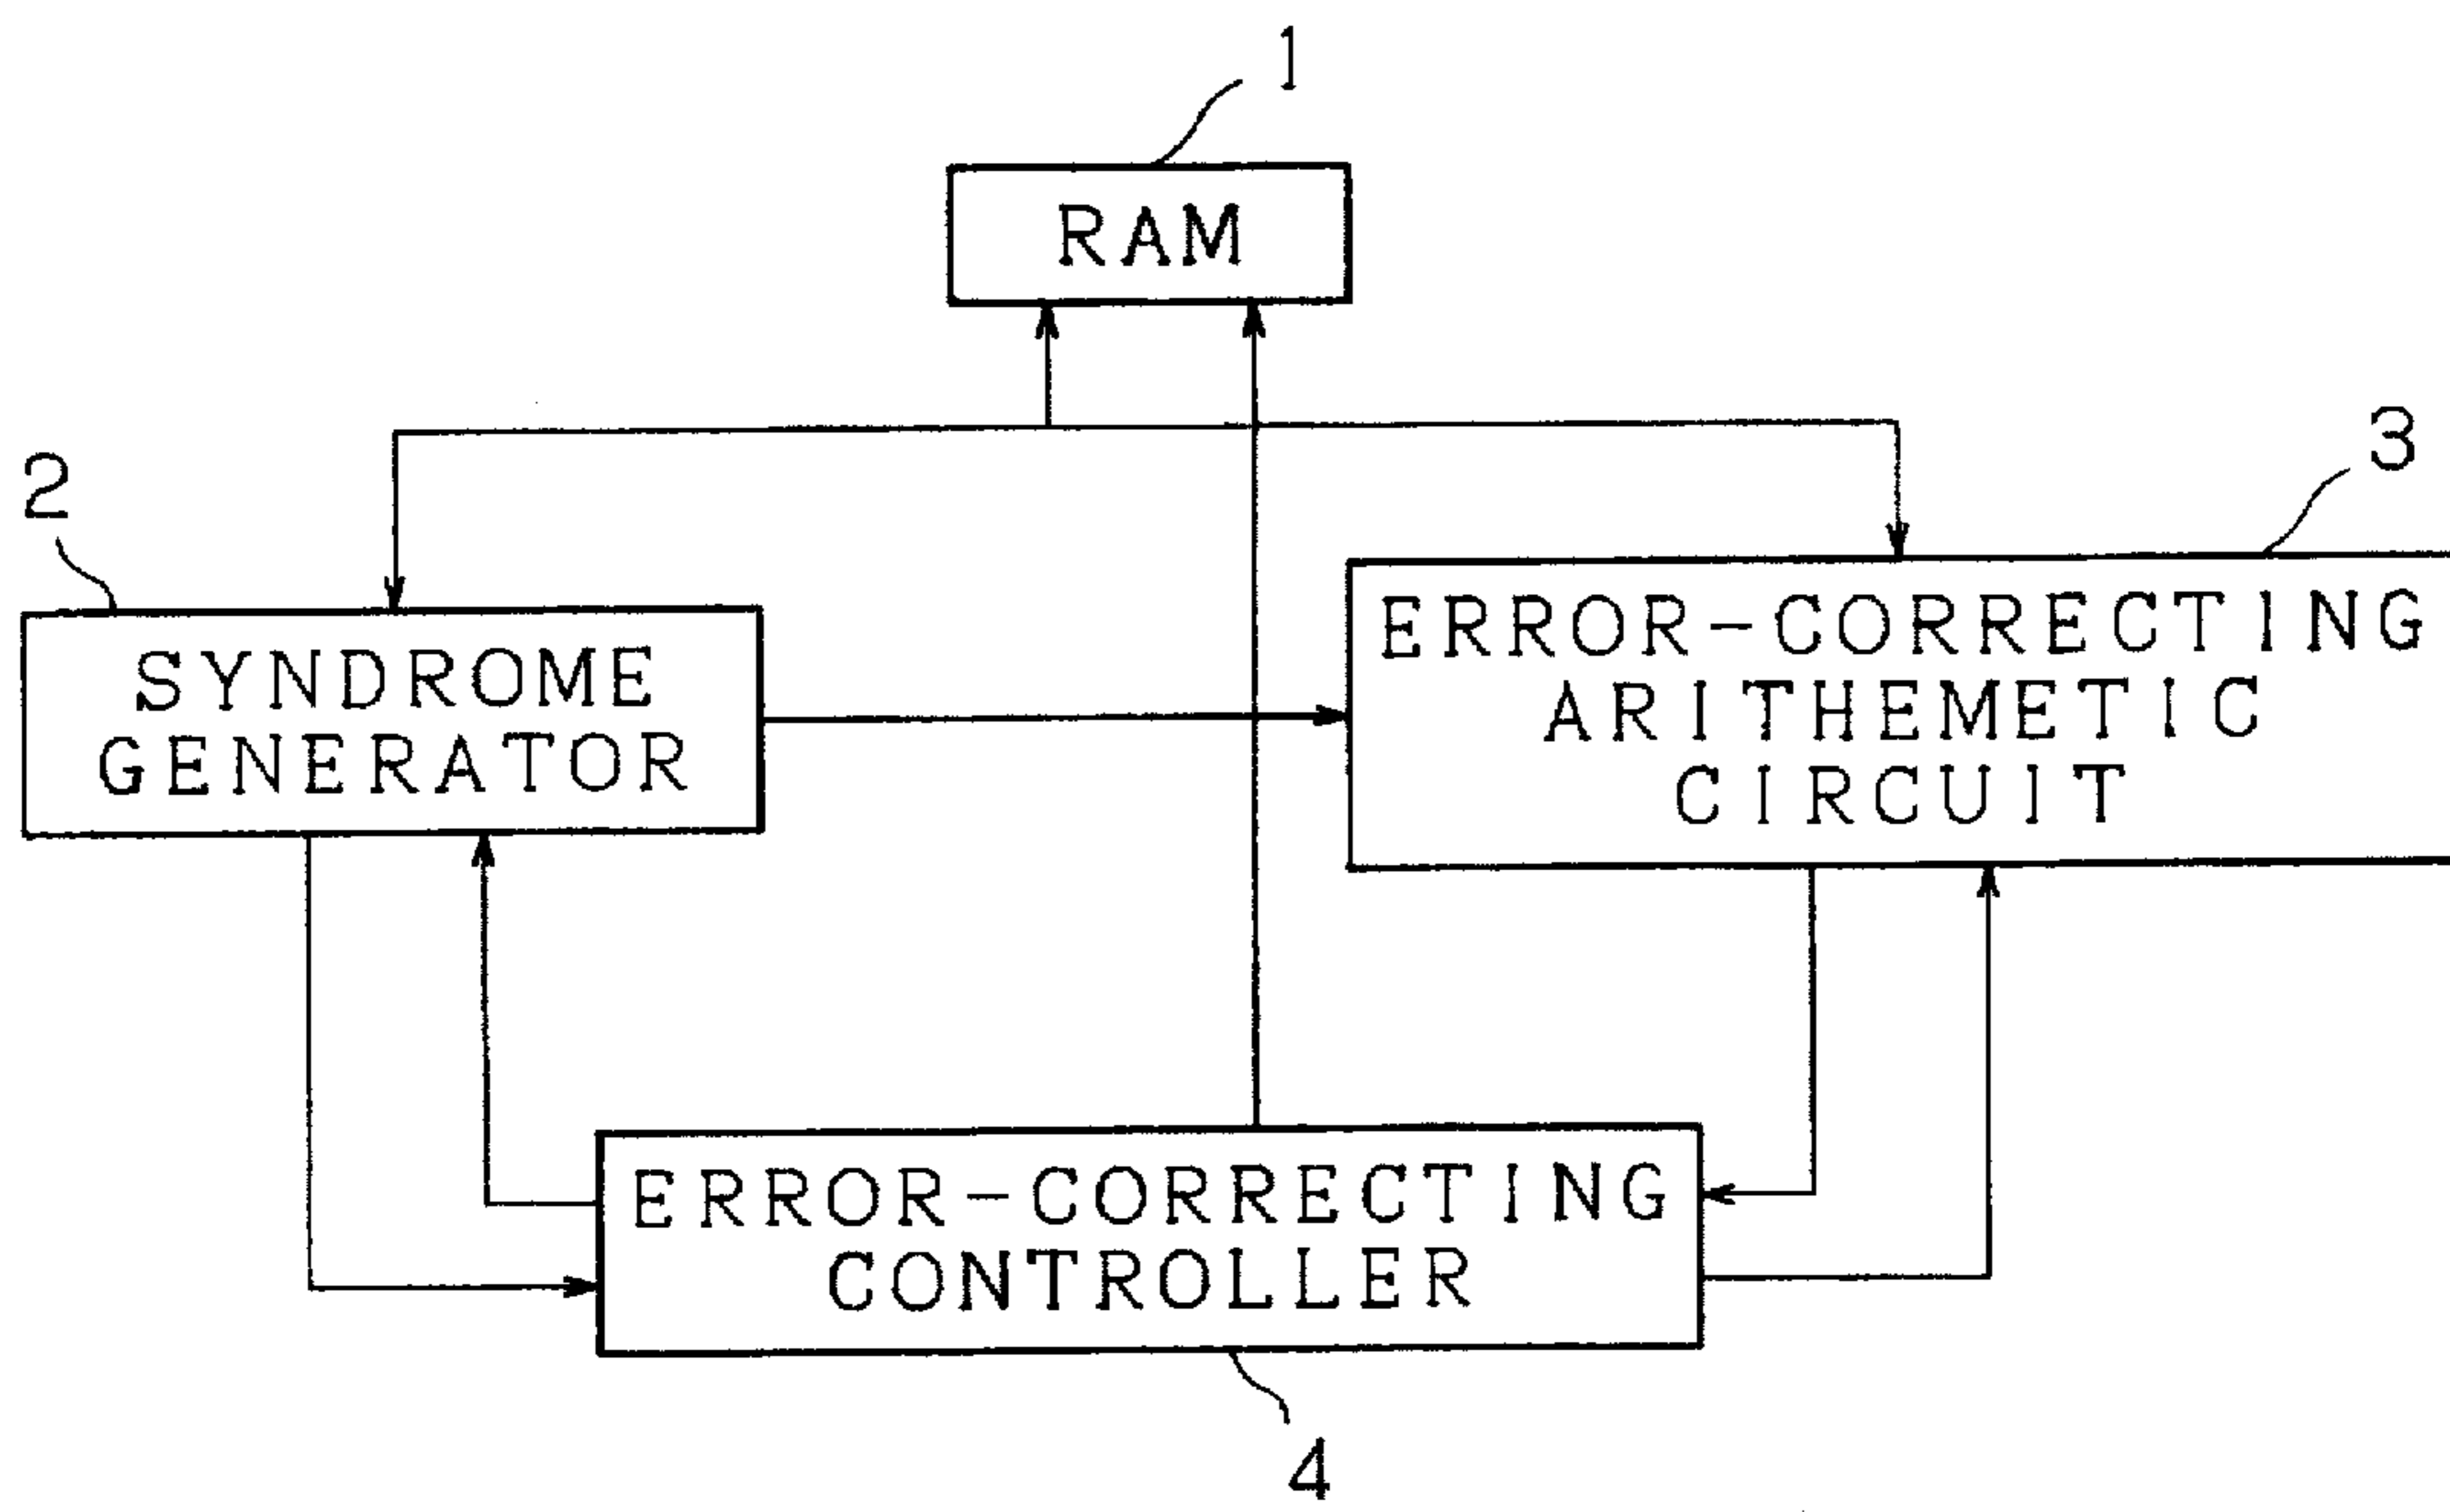 1
RAM
2
3
SYNDROME
GENERATOR
ERROR-CORRECTING
ARITHEMETIC
CIRCUIT
ERROR-CORRECTING
CONTROLLER
4